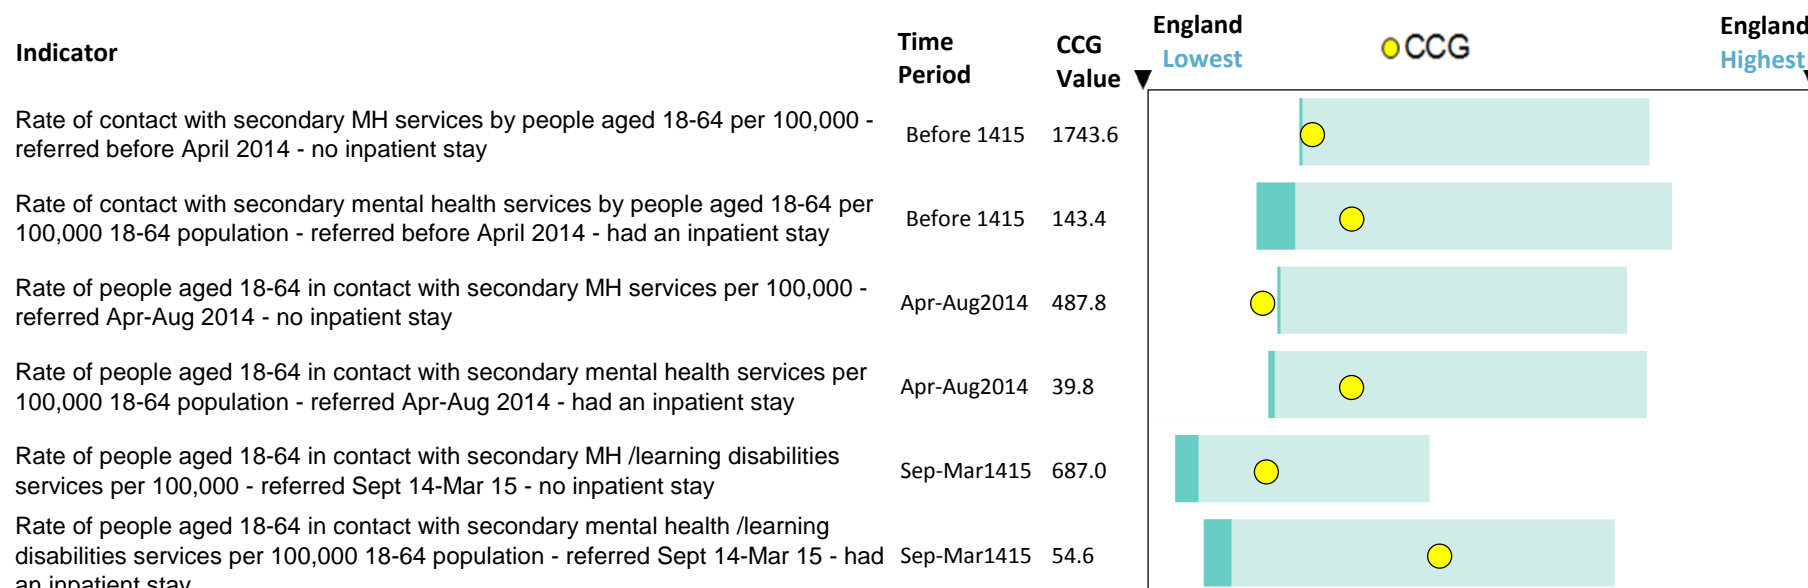 Indicator
Time
Period
CCG
Value
England
Lowest
CCG
England
Highest
Rate of contact with secondary MH services by people aged 18-64 per 100,000 -
referred before April 2014 - no inpatient stay
Before 1415 1743.6
Rate of contact with secondary mental health services by people aged 18-64 per
100,000 18-64 population - referred before April 2014 - had an inpatient stay
Before 1415 143.4
Rate of people aged 18-64 in contact with secondary MH services per 100,000 -
referred Apr-Aug 2014 - no inpatient stay
Apr-Aug2014 487.8
Rate of people aged 18-64 in contact with secondary mental health services per
100,000 18-64 population - referred Apr-Aug 2014 - had an inpatient stay
Apr-Aug2014 39.8
Rate of people aged 18-64 in contact with secondary MH /learning disabilities
services per 100,000 - referred Sept 14-Mar 15 - no inpatient stay
Sep-Mar1415 687.0
Rate of people aged 18-64 in contact with secondary mental health /learning
disabilities services per 100,000 18-64 population - referred Sept 14-Mar 15 - had
an inpatient stay
Sep-Mar1415 54.6